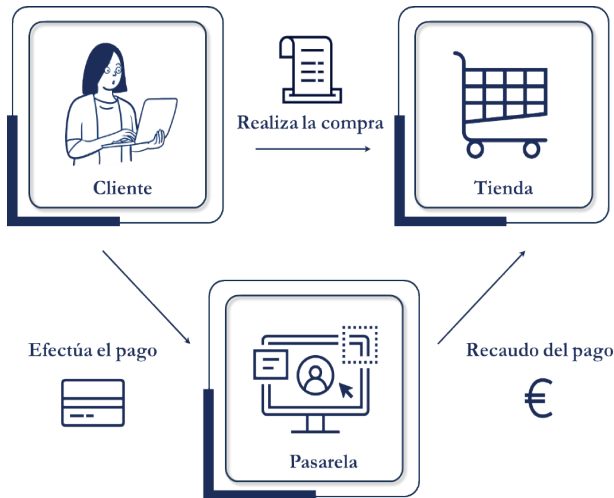 Realiza la compra
Cliente
Tienda
Efectúa el pago
Recaudo del pago
€
Pasarela